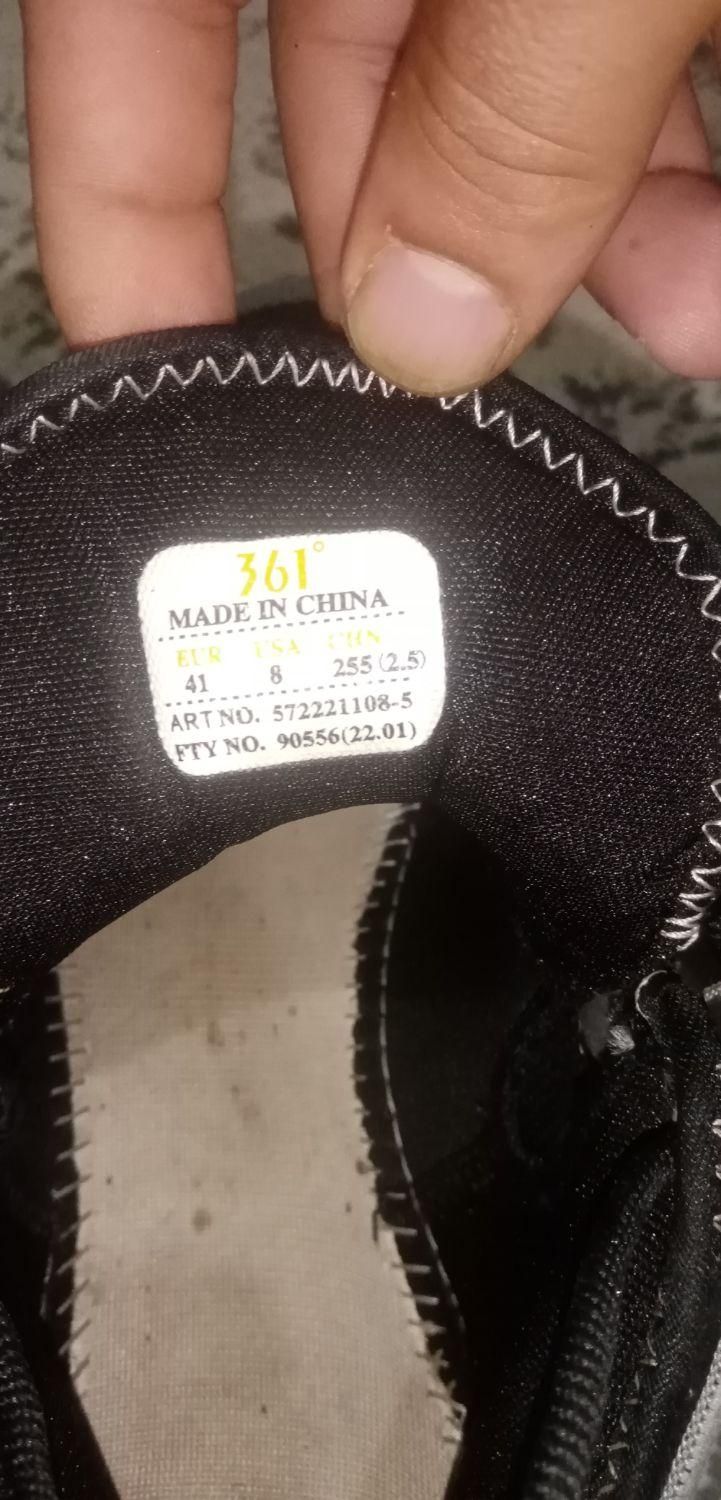 361°
MADE IN CHINA
EUR USA CHN
41 8 255 (2.5)
ART NO. 572221108-5
FTY NO. 90556(22.01)